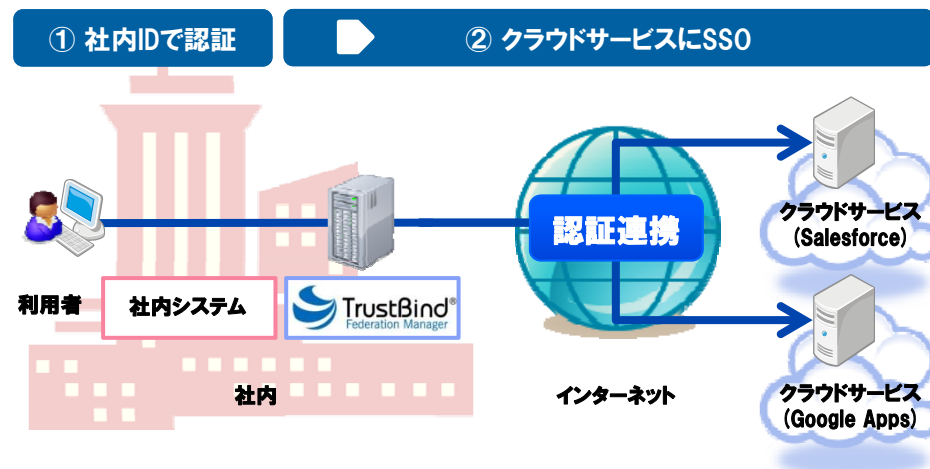 ① 社内IDで認証
② クラウドサービスにSSO
認証連携
クラウドサービス
(Salesforce)
利用者
社内システム
TrustBind®
Federation Manager
社内
インターネット
クラウドサービス
(Google Apps)